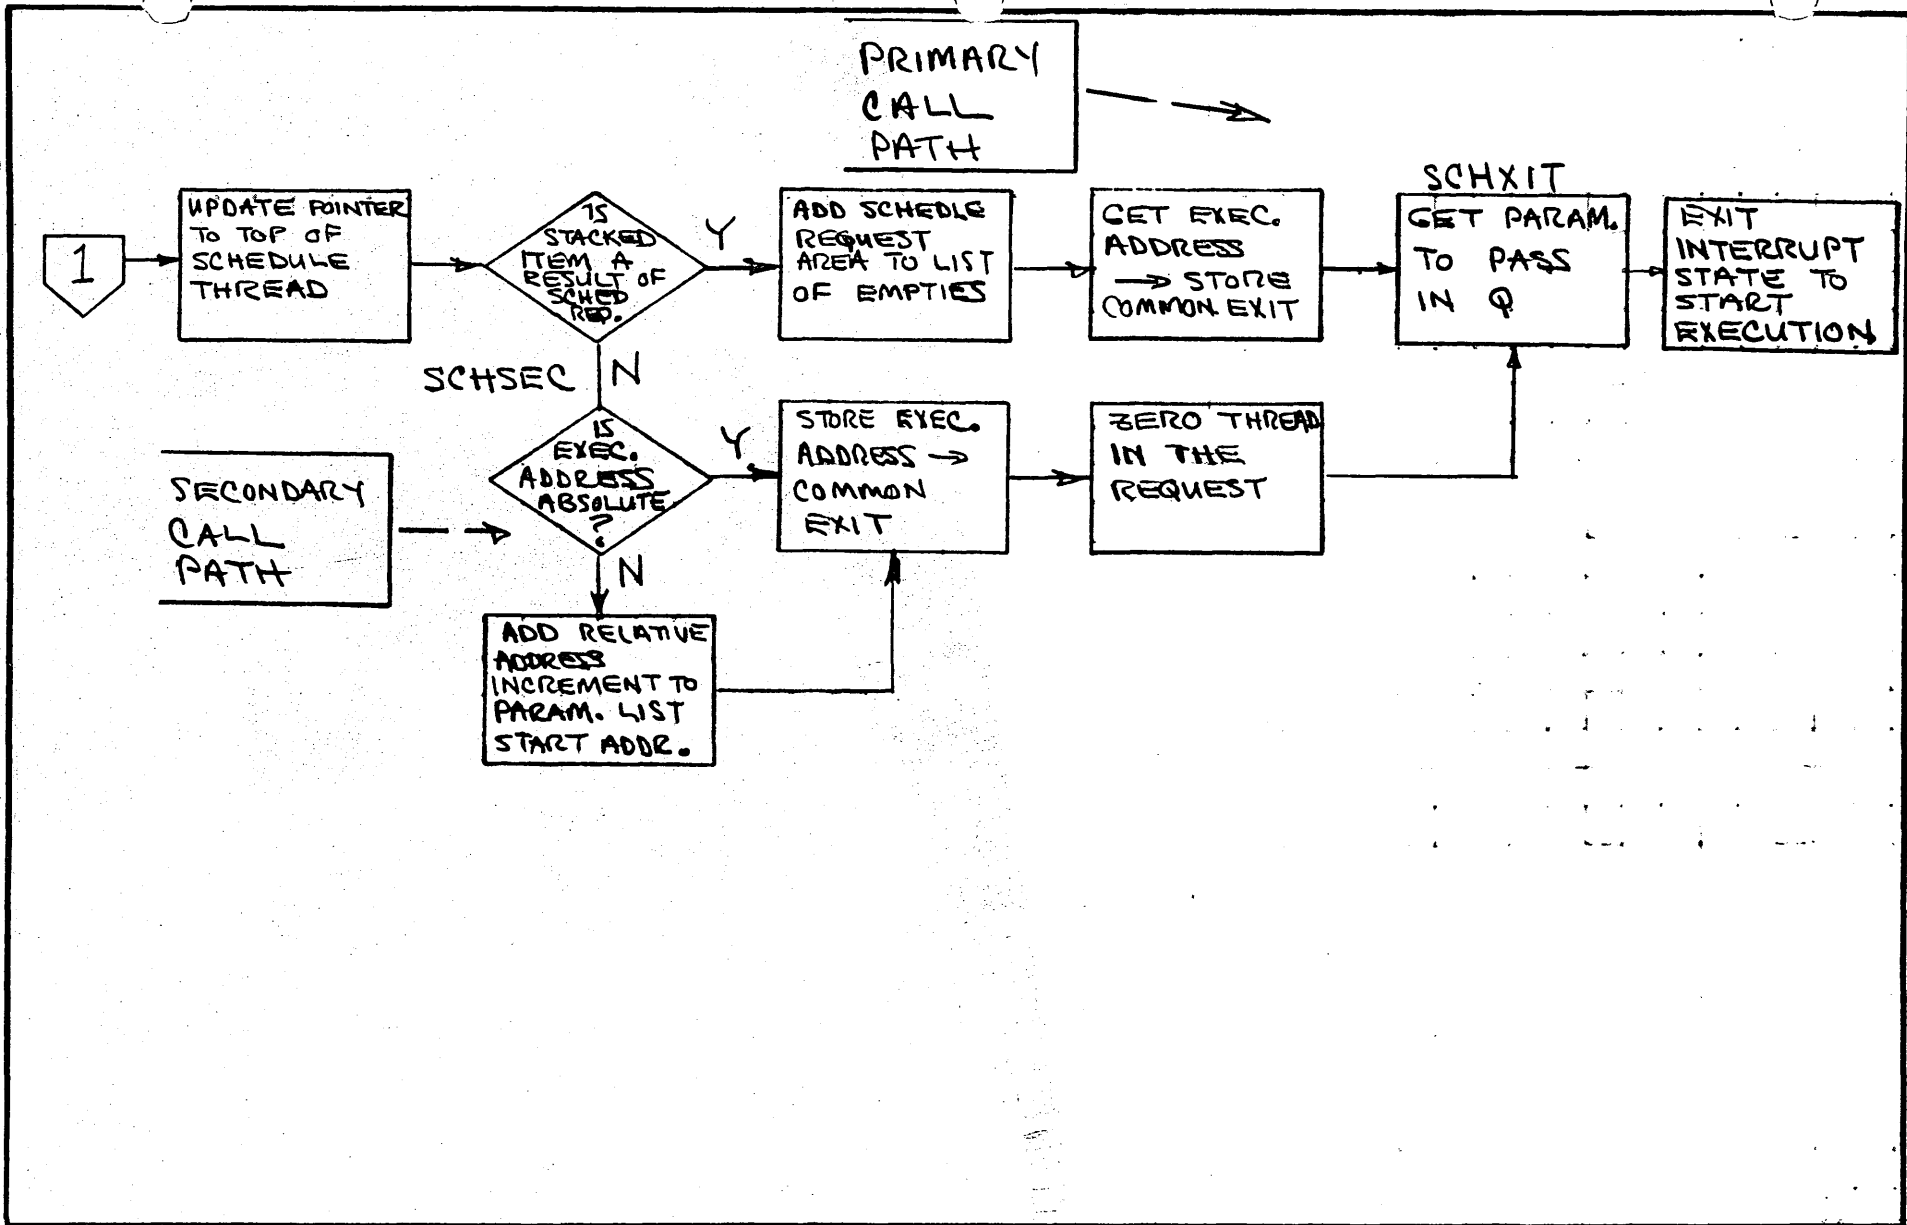 PRIMARY
CALL
PATH
1
UPDATE POINTER
TO TOP OF
SCHEDULE
THREAD
IS
STACKED
ITEM A
RESULT OF
SCHED
REQ.
Y
ADD SCHEDLE
REQUEST
AREA TO LIST
OF EMPTIES
GET EXEC.
ADDRESS
→ STORE
COMMON EXIT
SCHXIT
GET PARAM.
TO PASS
IN Q
EXIT
INTERRUPT
STATE TO
START
EXECUTION
SCHSEC
N
SECONDARY
CALL
PATH
IS
EXEC.
ADDRESS
ABSOLUTE
?
Y
STORE EXEC.
ADDRESS →
COMMON
EXIT
ZERO THREAD
IN THE
REQUEST
N
ADD RELATIVE
ADDRESS
INCREMENT TO
PARAM. LIST
START ADDR.